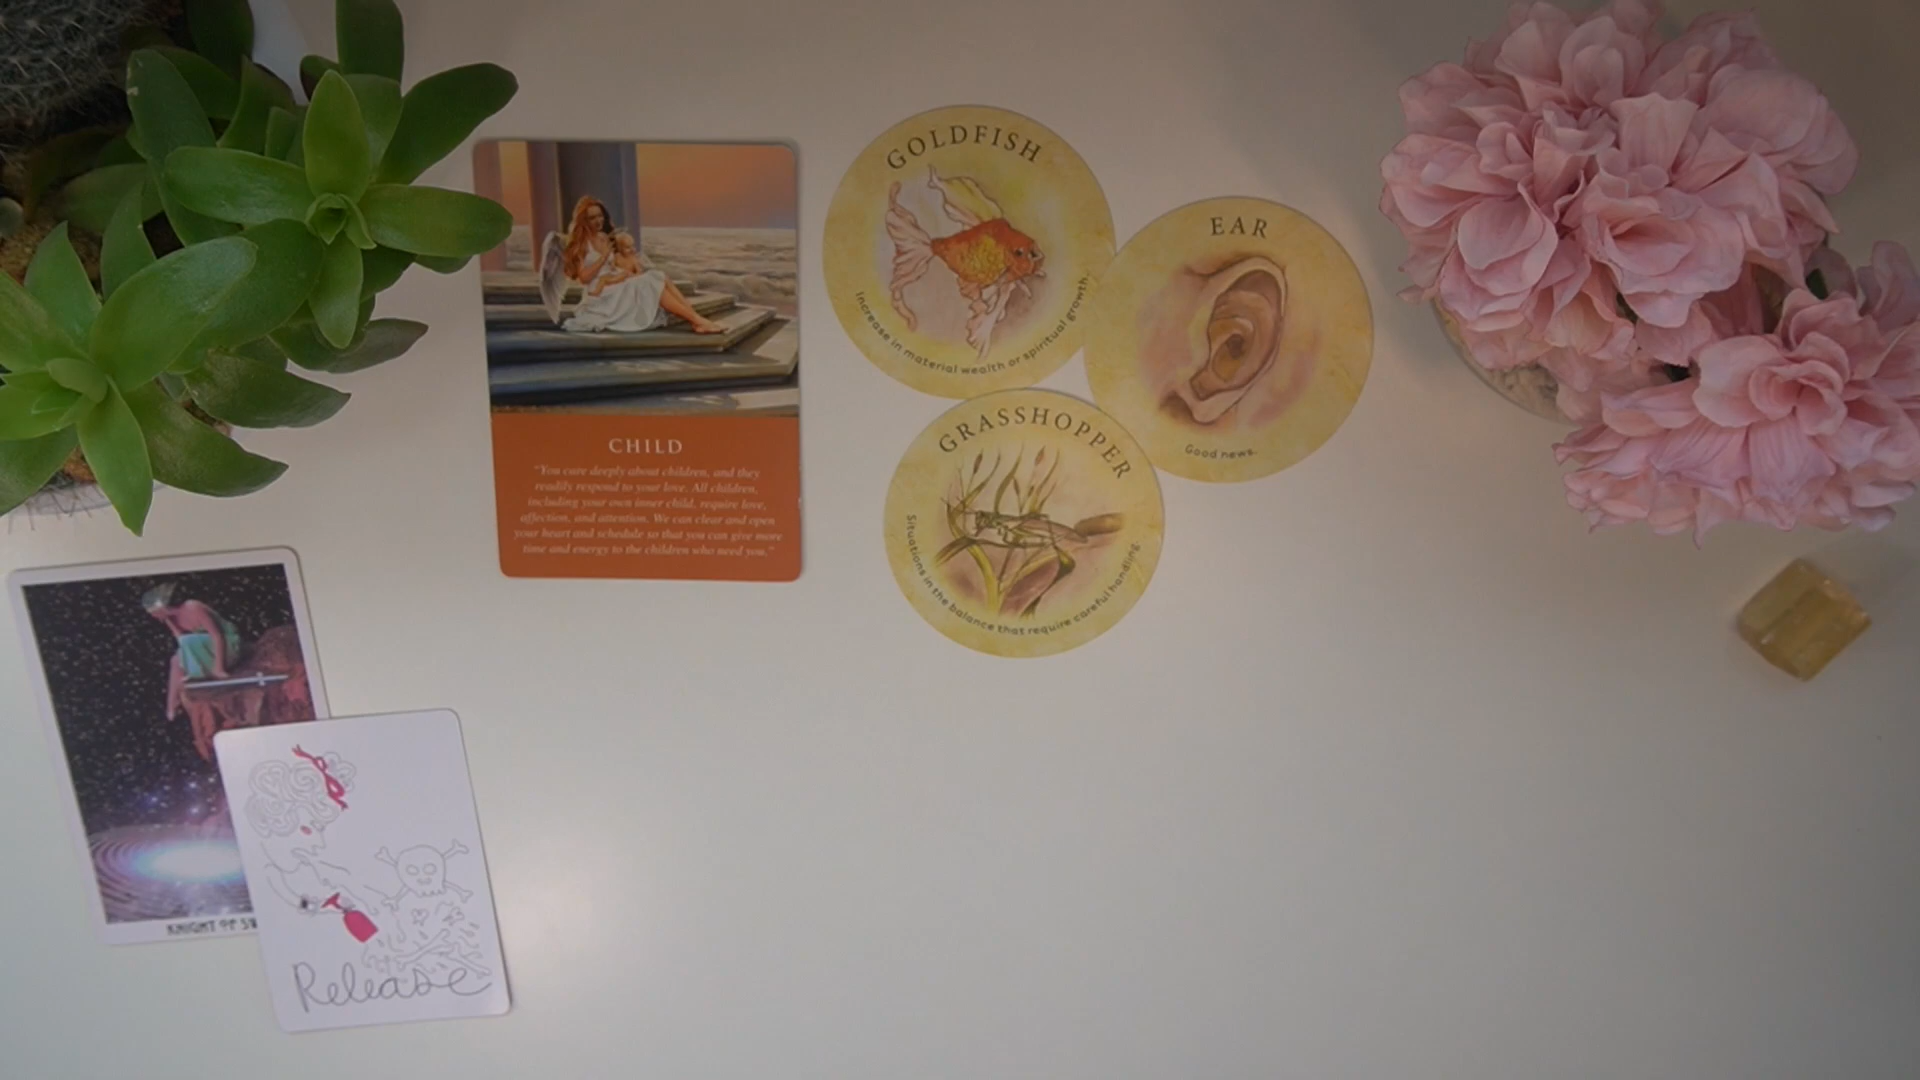 CHILD
"You care deeply about children, and they
readily respond to your love. All children,
including your own inner child, require love,
affection, and attention. We can clear and open
your heart and schedule so that you can give more
time and energy to the children who need you."
GOLDFISH
Increase in material wealth or spiritual growth.
EAR
Good news.
GRASSHOPPER
Situations in the balance that require careful handling.
KNIGHT OF SW
Release